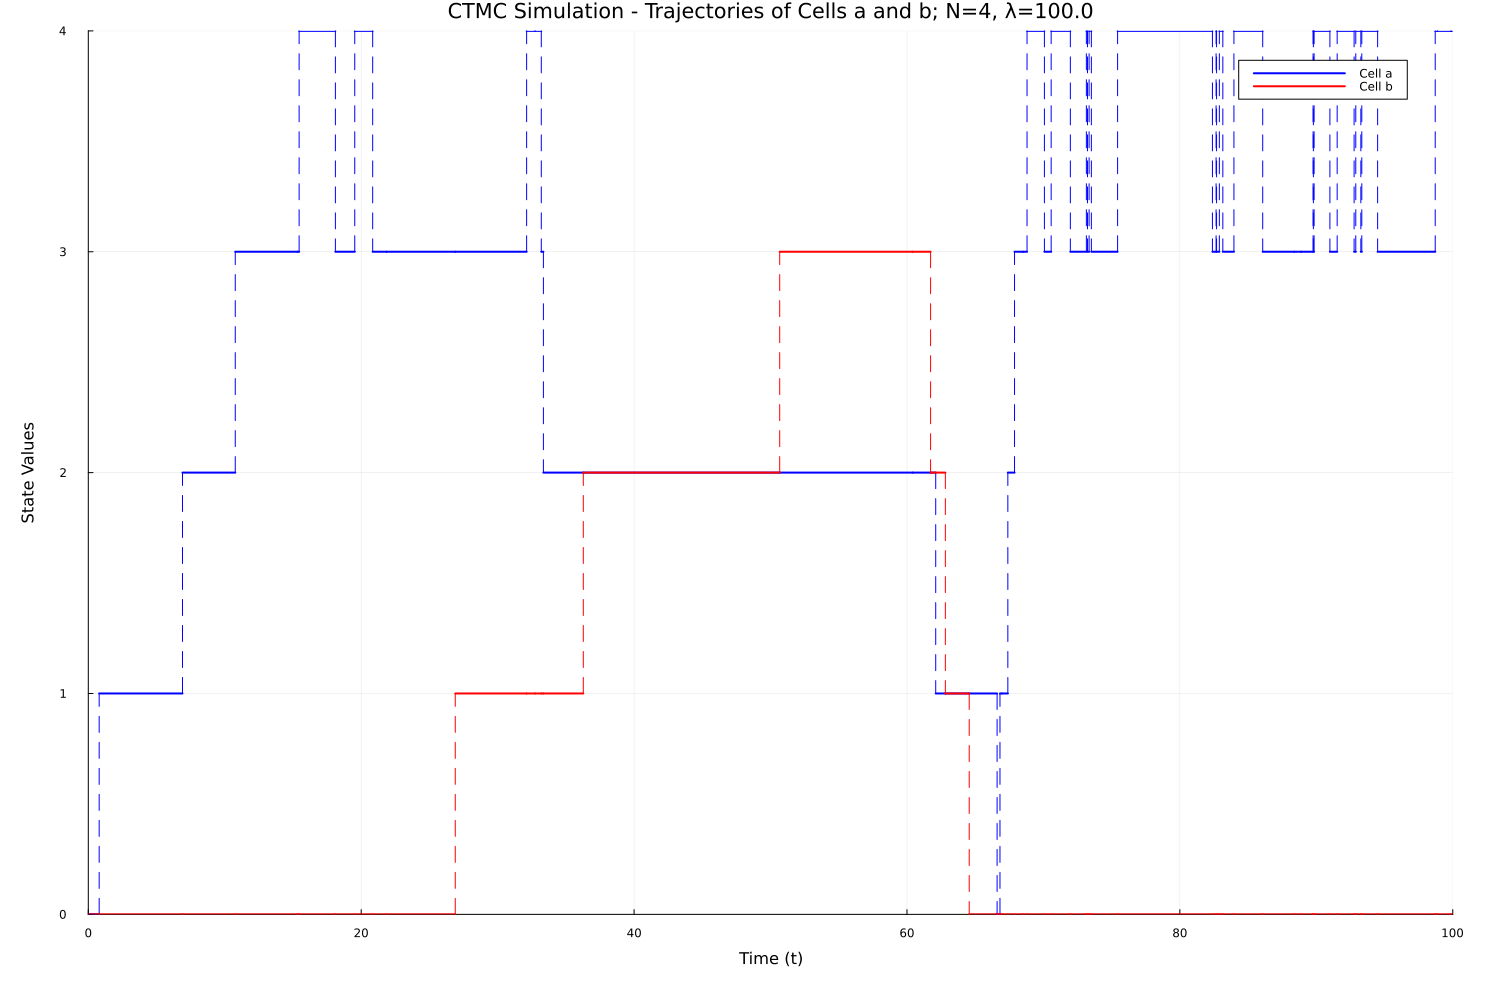 CTMC Simulation - Trajectories of Cells a and b; N=4, λ=100.0
4
Cell a
Cell b
3
State Values
2
1
0
0 20 40 60 80 100
Time (t)